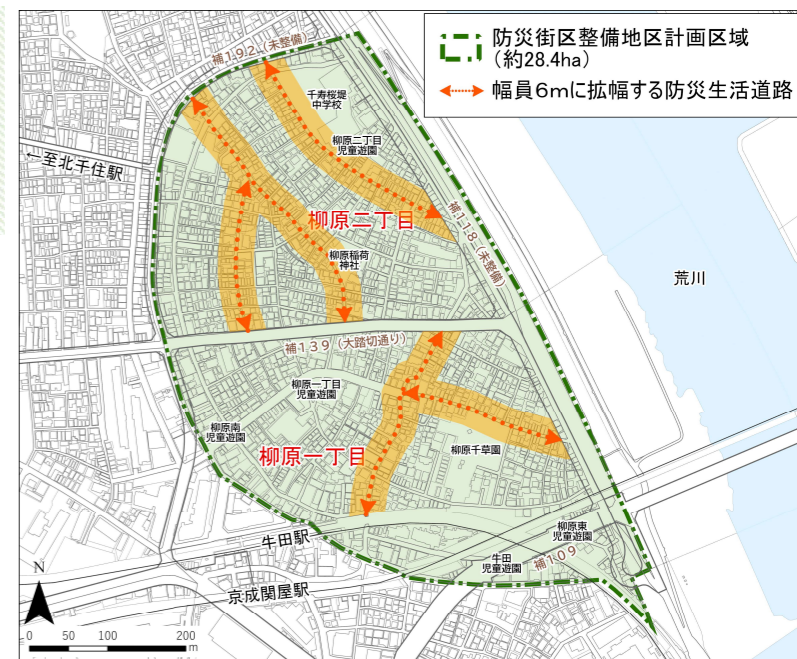 防災街区整備地区計画区域
(約28.4ha)
幅員6mに拡幅する防災生活道路
補192(未整備)
千寿桜堤
中学校
柳原二丁目
児童遊園
←至北千住駅
柳原二丁目
補118(未整備)
柳原稲荷
神社
荒川
補139(大踏切通り)
柳原一丁目
児童遊園
柳原南
児童遊園
柳原一丁目
柳原千草園
牛田駅
柳原東
児童遊園
牛田
児童遊園
補109
京成関屋駅
N
0 50 100 200
m